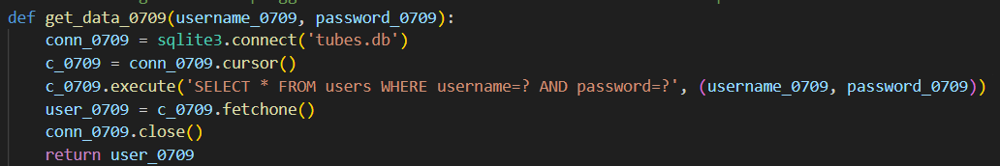 def get_data_0709(username_0709, password_0709):
    conn_0709 = sqlite3.connect('tubes.db')
    c_0709 = conn_0709.cursor()
    c_0709.execute('SELECT * FROM users WHERE username=? AND password=?', (username_0709, password_0709))
    user_0709 = c_0709.fetchone()
    conn_0709.close()
    return user_0709